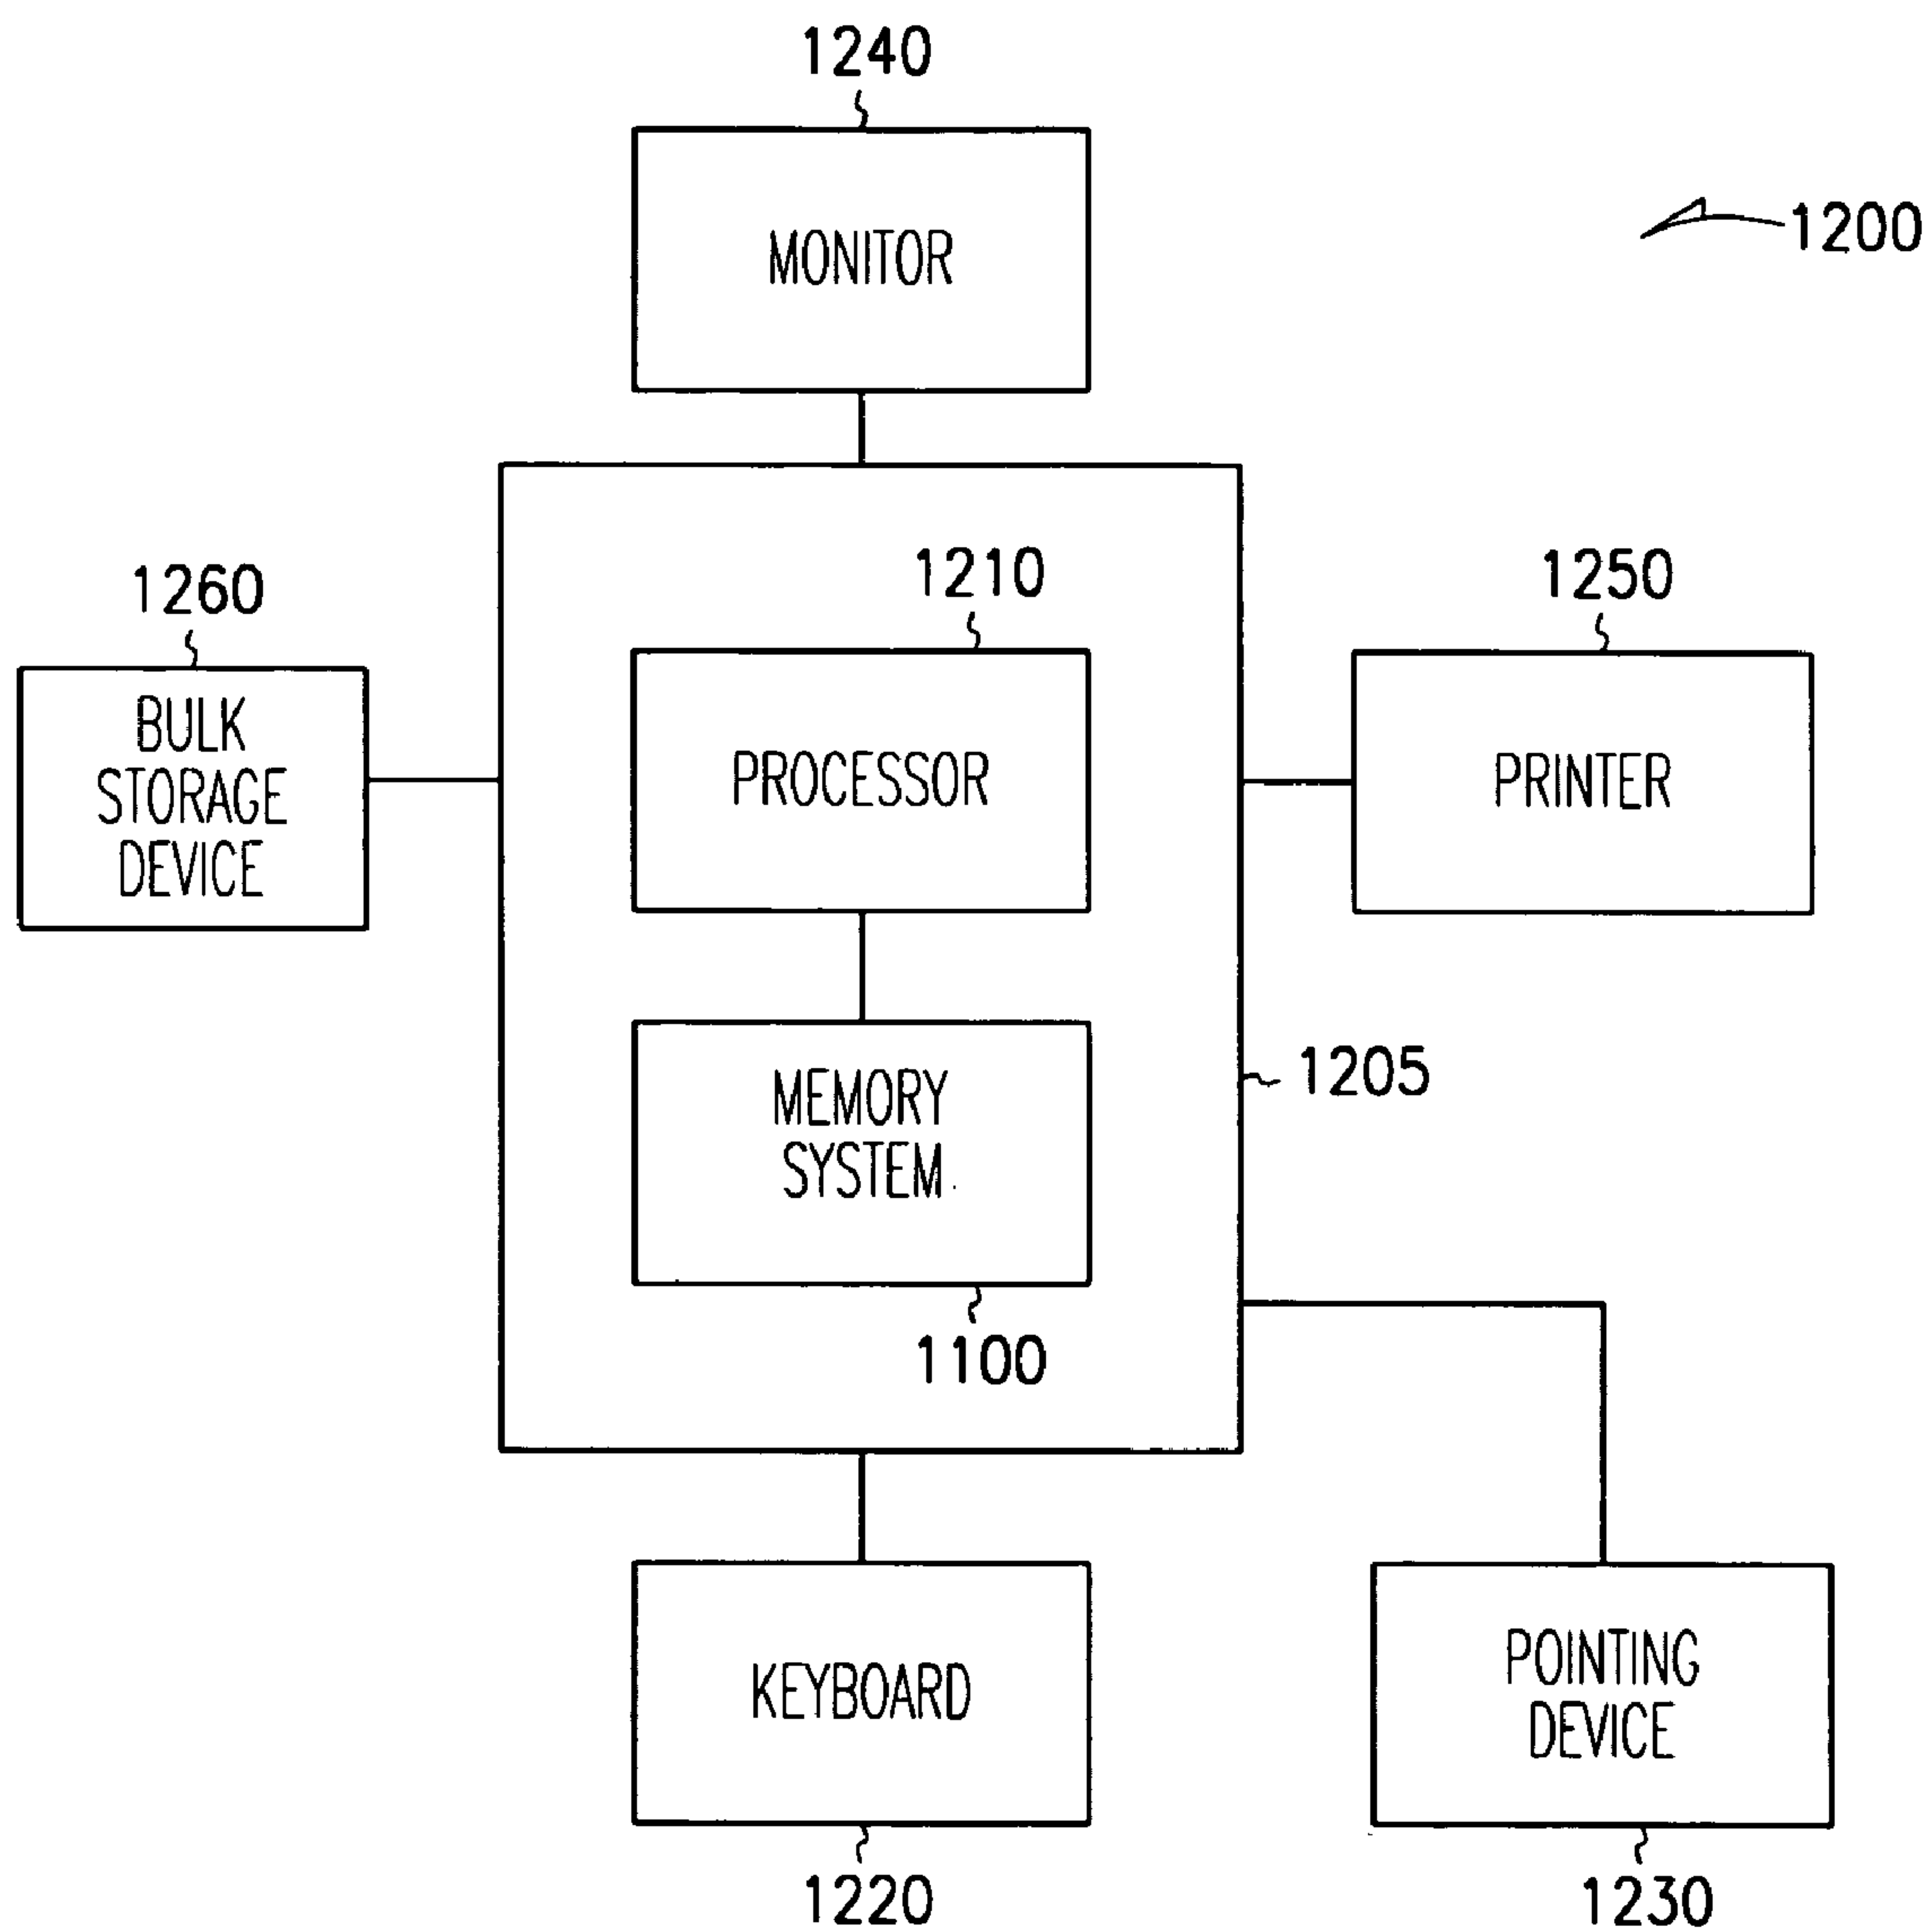 1240
MONITOR
1200
1260
BULK
STORAGE
DEVICE
1210
PROCESSOR
1250
PRINTER
MEMORY
SYSTEM
1205
1100
KEYBOARD
1220
POINTING
DEVICE
1230